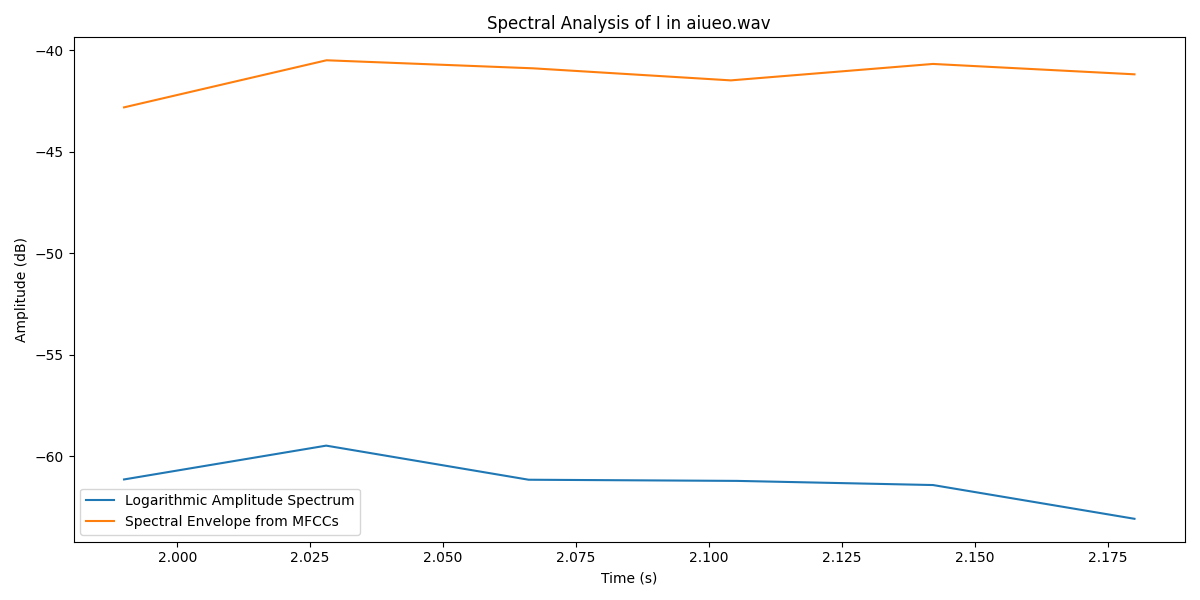 Spectral Analysis of I in aiueo.wav
Amplitude (dB)
−40
−45
−50
−55
−60
Logarithmic Amplitude Spectrum
Spectral Envelope from MFCCs
2.000 2.025 2.050 2.075 2.100 2.125 2.150 2.175
Time (s)